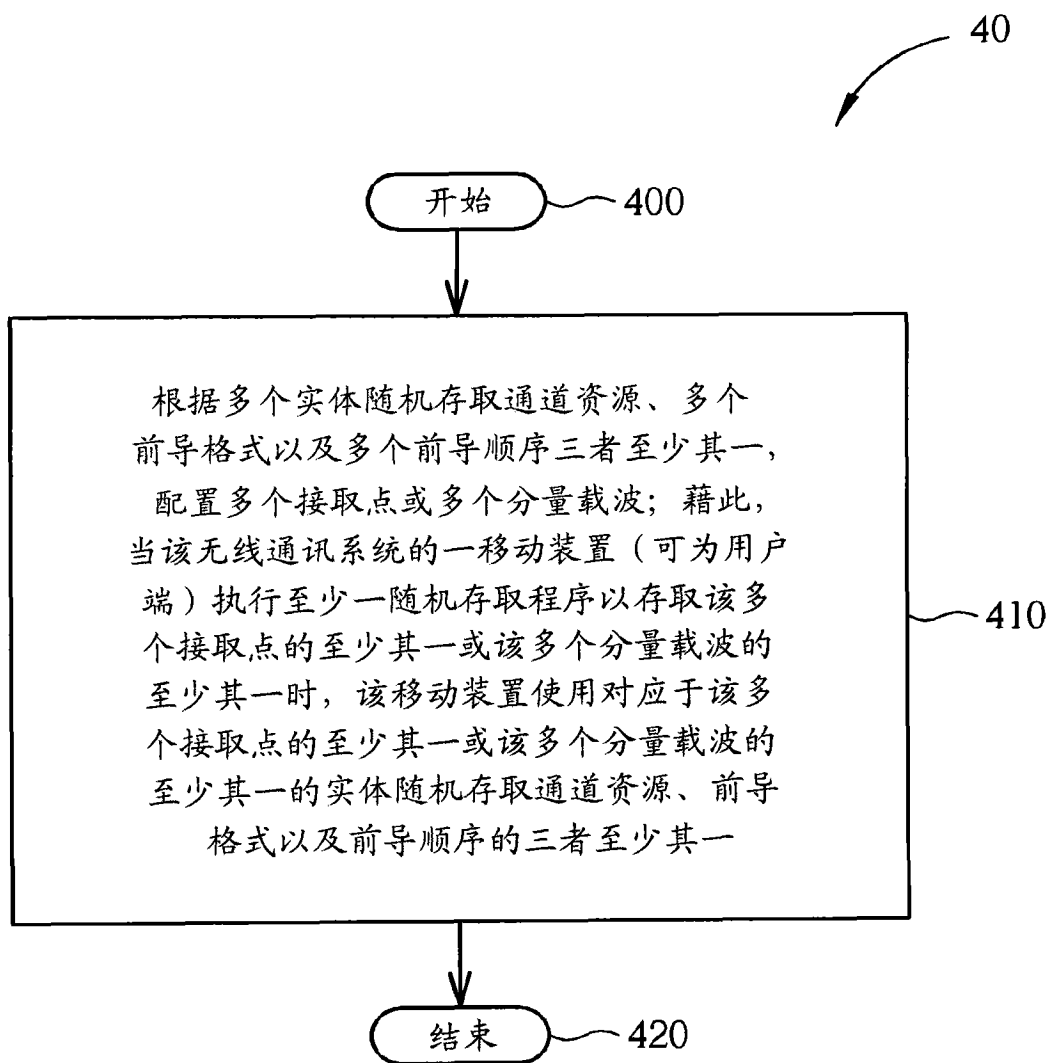 40
开始
400
根据多个实体随机存取通道资源、多个
前导格式以及多个前导顺序三者至少其一,
配置多个接取点或多个分量载波；藉此,
当该无线通讯系统的一移动装置（可为用户
端）执行至少一随机存取程序以存取该多
个接取点的至少其一或该多个分量载波的
至少其一时，该移动装置使用对应于该多
个接取点的至少其一或该多个分量载波的
至少其一的实体随机存取通道资源、前导
格式以及前导顺序的三者至少其一
410
结束
420